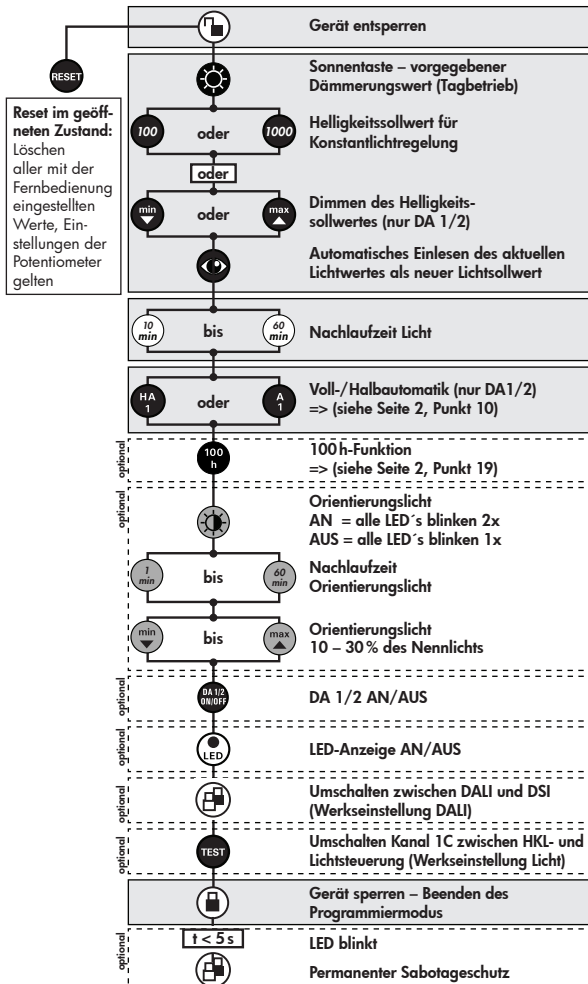 Gerät entsperren
RESET
Reset im geöff-
neten Zustand:
Löschen
aller mit der
Fernbedienung
eingestellten
Werte, Ein-
stellungen der
Potentiometer
gelten
Sonnentaste – vorgegebener
Dämmerungswert (Tagbetrieb)
100
oder
1000
Helligkeitssollwert für
Konstantlichtregelung
oder
min
oder
max
Dimmen des Helligkeits-
sollwertes (nur DA 1/2)
Automatisches Einlesen des aktuellen
Lichtwertes als neuer Lichtsollwert
10
min
bis
60
min
Nachlaufzeit Licht
HA
1
oder
A
1
Voll-/Halbautomatik (nur DA1/2)
=> (siehe Seite 2, Punkt 10)
optional
100
h
100h-Funktion
=> (siehe Seite 2, Punkt 19)
optional
Orientierungslicht
AN = alle LED´s blinken 2x
AUS = alle LED´s blinken 1x
1
min
bis
60
min
Nachlaufzeit
Orientierungslicht
min
bis
max
Orientierungslicht
10 – 30 % des Nennlichts
optional
DA 1/2
ON/OFF
DA 1/2 AN/AUS
optional
LED
LED-Anzeige AN/AUS
optional
Umschalten zwischen DALI und DSI
(Werkseinstellung DALI)
optional
TEST
Umschalten Kanal 1C zwischen HKL- und
Lichtsteuerung (Werkseinstellung Licht)
Gerät sperren – Beenden des
Programmiermodus
optional
t < 5 s
LED blinkt
Permanenter Sabotageschutz